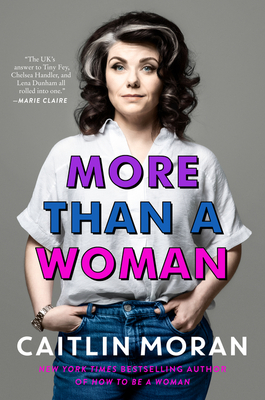 "The UK's
answer to Tiny Fey,
Chelsea Handler, and
Lena Dunham all
rolled into one."
—MARIE CLAIRE
MORE
THAN A
WOMAN
CAITLIN MORAN
NEW YORK TIMES BESTSELLING AUTHOR
OF HOW TO BE A WOMAN